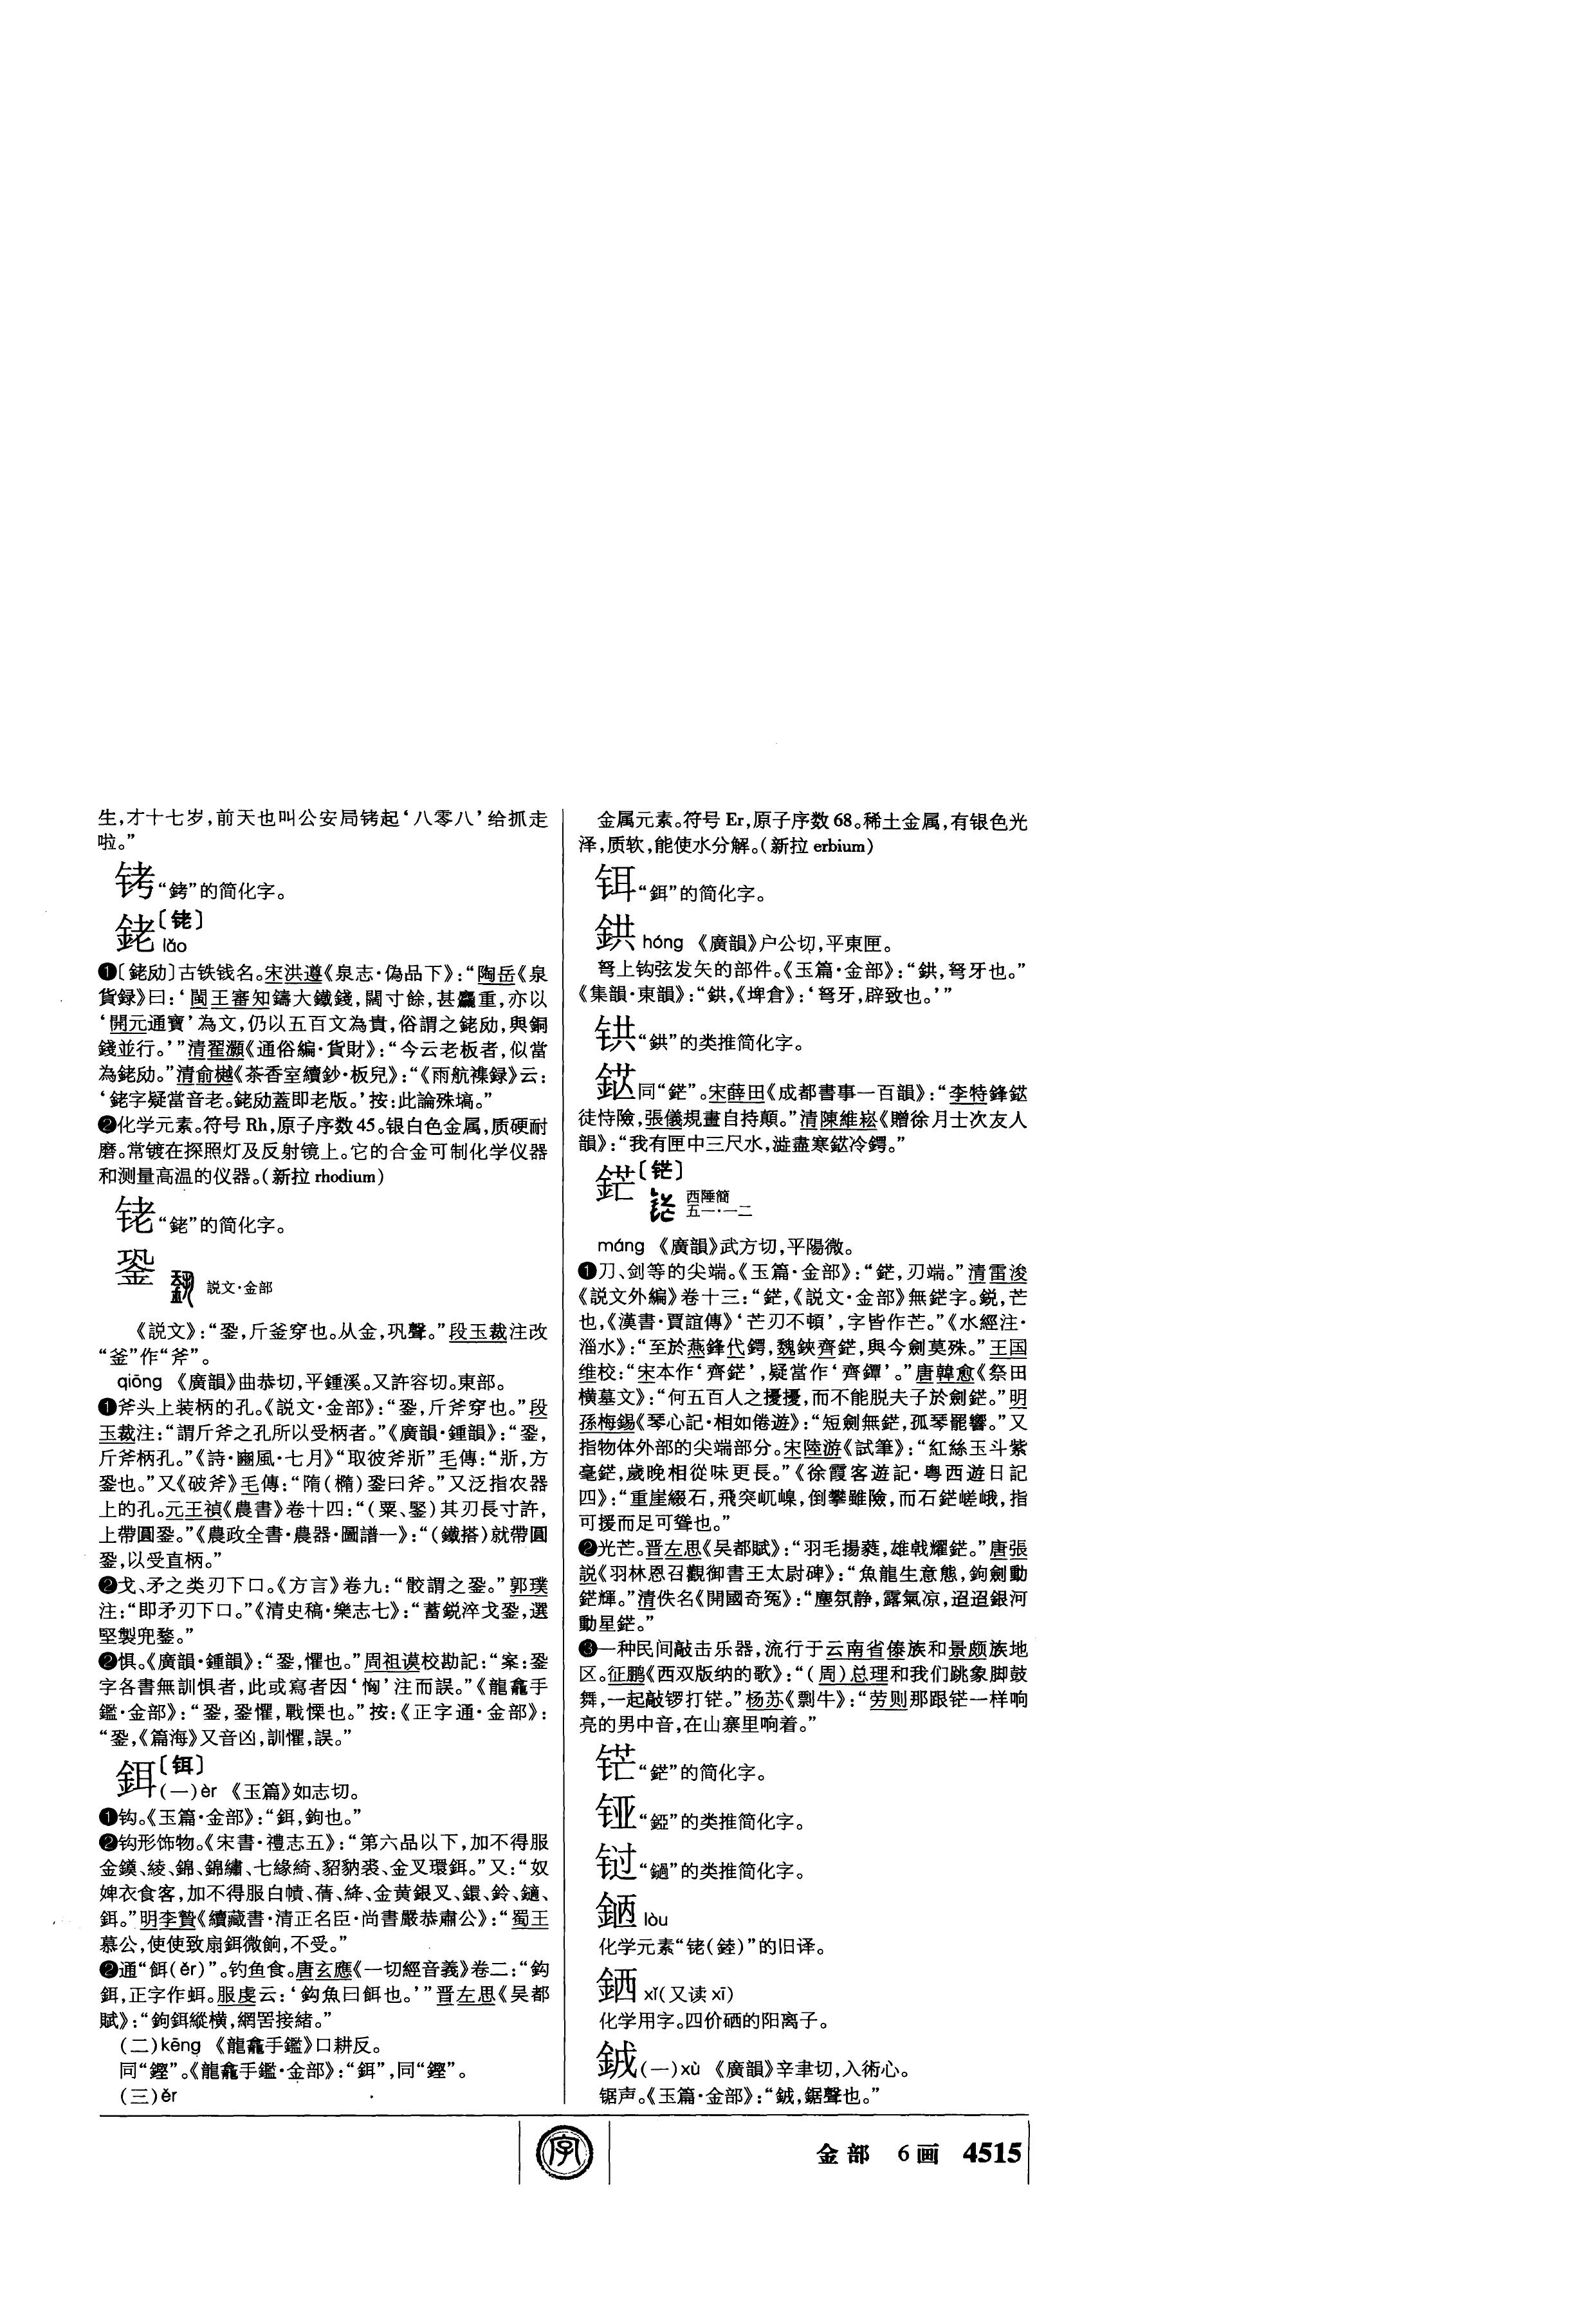 生,才十七岁,前天也叫公安局铐起‘八零八’给抓走
啦。”
铐“銬”的简化字。
銠〔铑〕
lǎo
❶〔銠𠡠〕古铁钱名。宋洪遵《泉志·偽品下》:“陶岳《泉
貨録》曰:‘閩王審知鑄大鐵錢,闊寸餘,甚麤重,亦以
‘開元通寶’為文,仍以五百文為貴,俗謂之銠,與銅
錢並行。’”清翟灝《通俗編·貨財》:“今云老板者,似當
為銠。”清俞樾《茶香室續鈔·板兒》:“《雨航襍録》云:
‘銠字疑當音老。銠蓋即老版。’按:此論殊塙。”
❷化学元素。符号Rh,原子序数45。银白色金属,质硬耐
磨。常镀在探照灯及反射镜上。它的合金可制化学仪器
和测量高温的仪器。(新拉rhodium)
铑“銠”的简化字。
銎
説文·金部
《説文》:“銎,斤釜穿也。从金,巩聲。”段玉裁注改
“釜”作“斧”。
qiōng 《廣韻》曲恭切,平鍾溪。又許容切。東部。
❶斧头上装柄的孔。《説文·金部》:“銎,斤斧穿也。”段
玉裁注:“謂斤斧之孔所以受柄者。”《廣韻·鍾韻》:“銎,
斤斧柄孔。”《詩·豳風·七月》“取彼斧斨”毛傳:“斨,方
銎也。”又《破斧》毛傳:“隋(橢)銎曰斧。”又泛指农器
上的孔。元王禎《農書》卷十四:“(䥷、鋻)其刃長寸許,
上帶圓銎。”《農政全書·農器·圖譜一》:“(鐵搭)就帶圓
銎,以受直柄。”
❷戈、矛之类刃下口。《方言》卷九:“骹謂之銎。”郭璞
注:“即矛刃下口。”《清史稿·樂志七》:“蓄鋭淬戈銎,選
堅製兜鍪。”
❷惧。《廣韻·鍾韻》:“銎,懼也。”周祖谟校勘記:“案:銎
字各書無訓惧者,此或寫者因‘恟’注而誤。”《龍龕手
鑑·金部》:“銎,銎懼,戰慄也。”按:《正字通·金部》:
“銎,《篇海》又音凶,訓懼,誤。”
鉺〔铒〕
(一)èr 《玉篇》如志切。
❶钩。《玉篇·金部》:“鉺,鉤也。”
❷钩形饰物。《宋書·禮志五》:“第六品以下,加不得服
金鏌、綾、錦、錦繡、七緣綺、貂豽裘、金叉環鉺。”又:“奴
婢衣食客,加不得服白幘、蒨、絳、金黄銀叉、鐶、鈴、鏑、
鉺。”明李贄《續藏書·清正名臣·尚書嚴恭肅公》:“蜀王
慕公,使使致扇鉺微餉,不受。”
❷通“餌(ěr)”。钓鱼食。唐玄應《一切經音義》卷二:“鈎
鉺,正字作蛕。服虔云:‘鈎魚曰餌也。’”晋左思《吴都
賦》:“鉤鉺縱横,網罟接緒。”
(二)kēng 《龍龕手鑑》口耕反。
同“鏗”。《龍龕手鑑·金部》:“鉺”,同“鏗”。
(三)ěr
金属元素。符号Er,原子序数68。稀土金属,有银色光
泽,质软,能使水分解。(新拉erbium)
铒“鉺”的简化字。
鉷 hóng 《廣韻》户公切,平東匣。
弩上钩弦发矢的部件。《玉篇·金部》:“鉷,弩牙也。”
《集韻·東韻》:“鉷,《埤倉》:‘弩牙,辟致也。’”
“鉷”的类推简化字。
同“鋩”。宋薛田《成都書事一百韻》:“李特鋒
徒恃險,張儀規畫自持顛。”清陳維崧《贈徐月士次友人
韻》:“我有匣中三尺水,漩盡寒冷鍔。”
鋩〔铓〕
西陲簡
五一·一二
máng 《廣韻》武方切,平陽微。
❶刀、剑等的尖端。《玉篇·金部》:“鋩,刃端。”清雷浚
《説文外編》卷十三:“鋩,《説文·金部》無鋩字。鋭,芒
也,《漢書·賈誼傳》‘芒刃不頓’,字皆作芒。”《水經注·
淄水》:“至於燕鋒代鍔,魏鋏齊鋩,與今劍莫殊。”王国
维校:“宋本作‘齊鋩’,疑當作‘齊鐔’。”唐韓愈《祭田
横墓文》:“何五百人之擾擾,而不能脱夫子於劍鋩。”明
孫梅錫《琴心記·相如倦遊》:“短劍無鋩,孤琴罷響。”又
指物体外部的尖端部分。宋陸游《試筆》:“紅絲玉斗紫
毫鋩,歲晚相從味更長。”《徐霞客遊記·粤西遊日記
四》:“重崖綴石,飛突屼嵲,倒攀雖險,而石鋩嵯峨,指
可援而足可聳也。”
❷光芒。晋左思《吴都賦》:“羽毛揚蕤,雄戟耀鋩。”唐張
説《羽林恩召觀御書王太尉碑》:“魚龍生意態,鉤劍動
鋩輝。”清佚名《開國奇冤》:“塵氛静,露氣凉,迢迢銀河
動星鋩。”
❸一种民间敲击乐器,流行于云南省傣族和景颇族地
区。征鹏《西双版纳的歌》:“(周)总理和我们跳象脚鼓
舞,一起敲锣打铓。”杨苏《剽牛》:“劳则那跟铓一样响
亮的男中音,在山寨里响着。”
铓“鋩”的简化字。
铔“錏”的类推简化字。
“鐹”的类推简化字。
lòu
化学元素“铑(錴)”的旧译。
xǐ(又读xī)
化学用字。四价硒的阳离子。
鉞(一)xù 《廣韻》辛聿切,入術心。
锯声。《玉篇·金部》:“,鋸聲也。”
金部 6画 4515